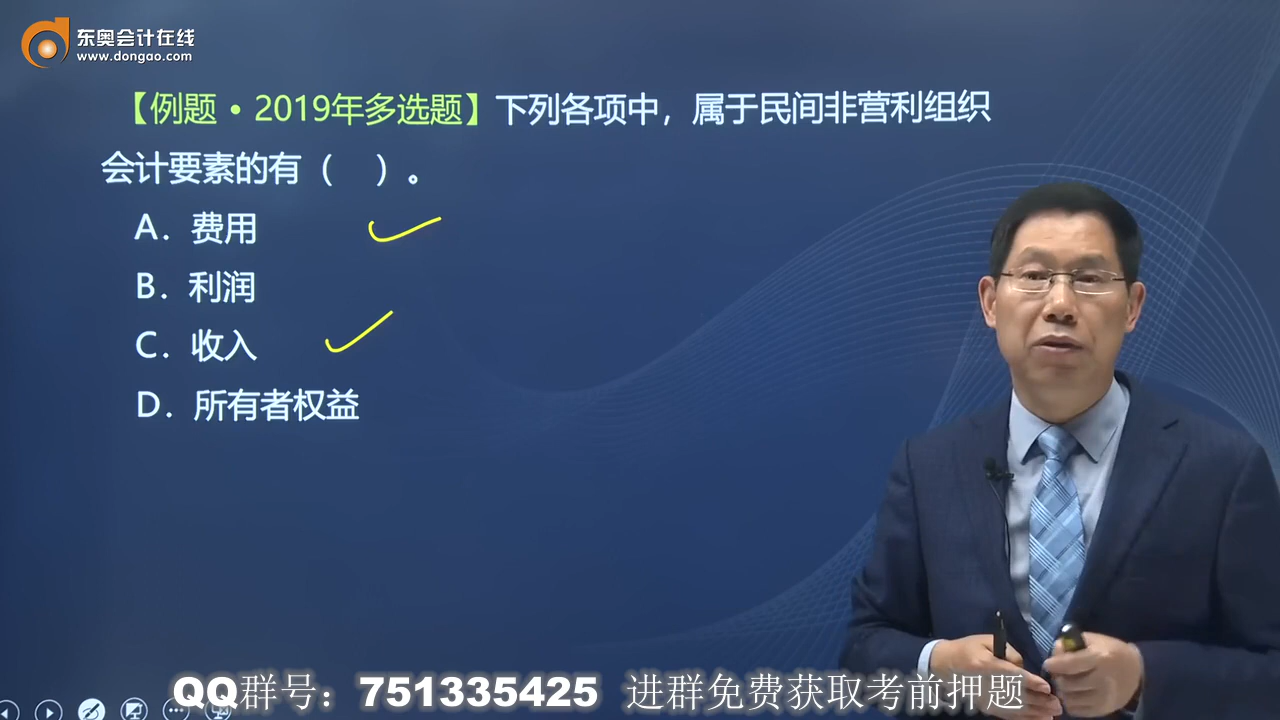 东奥会计在线
www.dongao.com
【例题•2019年多选题】下列各项中，属于民间非营利组织
会计要素的有（ ）。
A．费用
B．利润
C．收入
D．所有者权益
QQ群号：751335425 进群免费获取考前押题